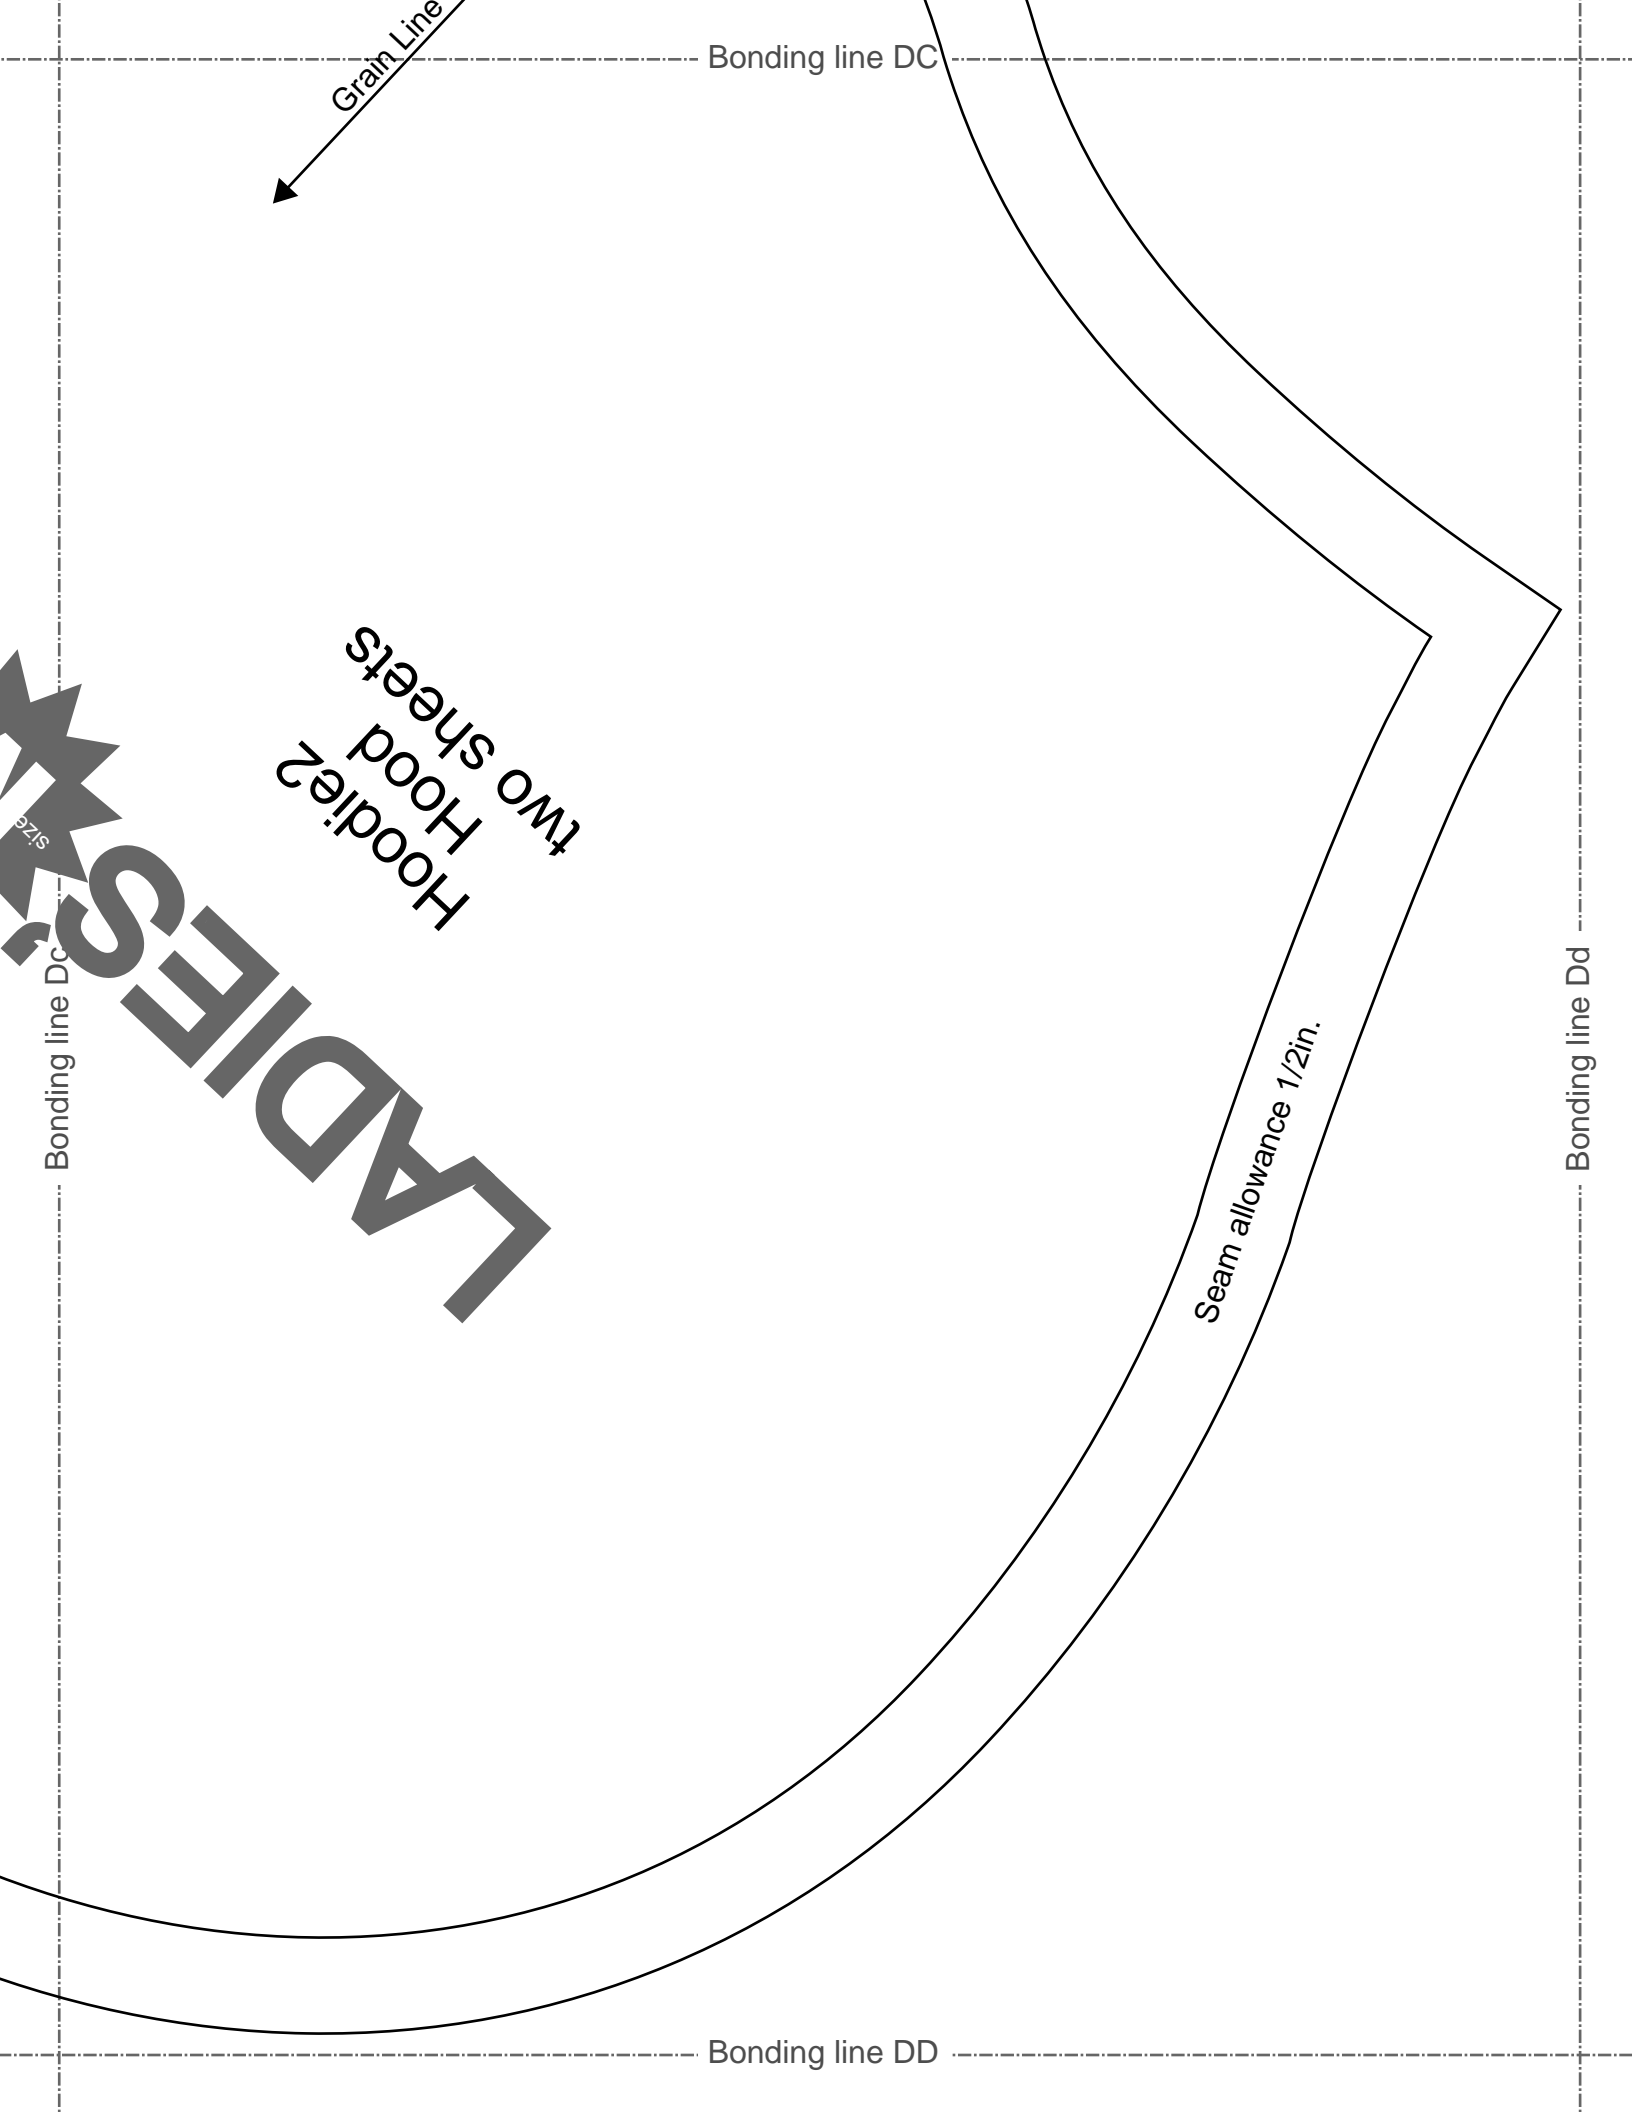 Grain Line
Bonding line DC
Hoodie2
Hood
two sheets
size
LADIES
Bonding line Dc
Bonding line Dd
Seam allowance 1/2in.
Bonding line DD